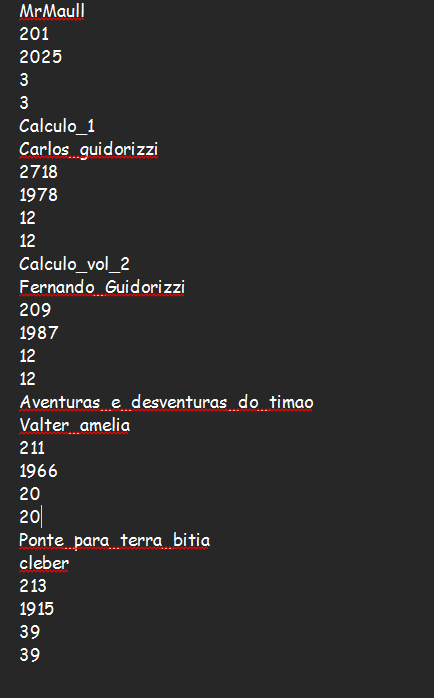 MrMaull
201
2025
3
3
Calculo_1
Carlos_guidorizzi
2718
1978
12
12
Calculo_vol_2
Fernando_Guidorizzi
209
1987
12
12
Aventuras_e_desventuras_do_timao
Valter_amelia
211
1966
20
20
Ponte_para_terra_bitia
cleber
213
1915
39
39